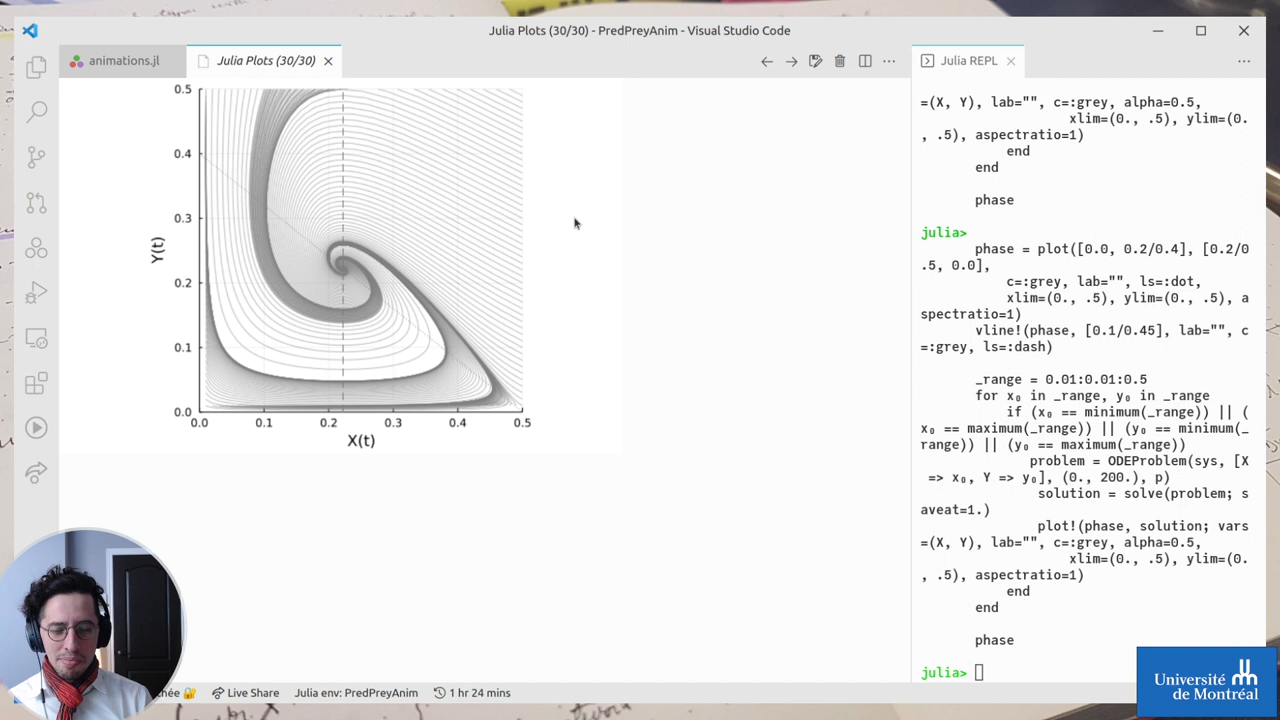 Julia Plots (30/30) - PredPreyAnim - Visual Studio Code
animations.jl
Julia Plots (30/30)
Julia REPL
0.5
0.4
0.3
0.2
0.1
0.0
Y(t)
0.0 0.1 0.2 0.3 0.4 0.5
X(t)
=(X, Y), lab="", c=:grey, alpha=0.5,
xlim=(0., .5), ylim=(0.
, .5), aspectratio=1)
end
end
phase
julia>
phase = plot([0.0, 0.2/0.4], [0.2/0
.5, 0.0],
c=:grey, lab="", ls=:dot,
xlim=(0., .5), ylim=(0., .5), a
spectratio=1)
vline!(phase, [0.1/0.45], lab="", c
=:grey, ls=:dash)
_range = 0.01:0.01:0.5
for x₀ in _range, y₀ in _range
if (x₀ == minimum(_range)) || (
x₀ == maximum(_range)) || (y₀ == minimum(_
range)) || (y₀ == maximum(_range))
problem = ODEProblem(sys, [X
=> x₀, Y => y₀], (0., 200.), p)
solution = solve(problem; s
aveat=1.)
plot!(phase, solution; vars
=(X, Y), lab="", c=:grey, alpha=0.5,
xlim=(0., .5), ylim=(0.
, .5), aspectratio=1)
end
end
phase
julia>
Live Share
Julia env: PredPreyAnim
1 hr 24 mins
Université
de Montréal